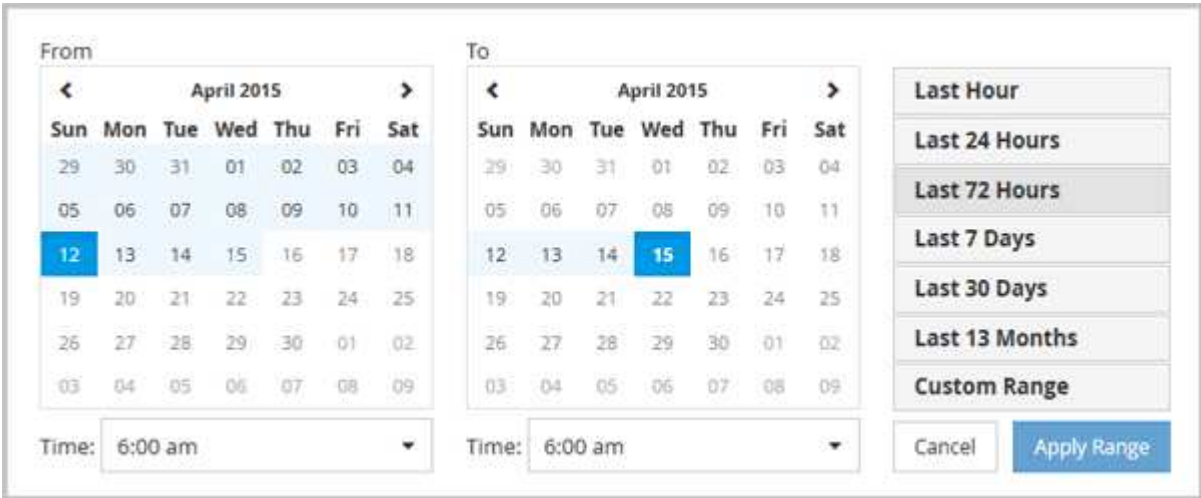 From
April 2015
Sun Mon Tue Wed Thu Fri Sat
29 30 31 01 02 03 04
05 06 07 08 09 10 11
12 13 14 15 16 17 18
19 20 21 22 23 24 25
26 27 28 29 30 01 02
03 04 05 06 07 08 09
Time: 6:00 am
To
April 2015
Sun Mon Tue Wed Thu Fri Sat
29 30 31 01 02 03 04
05 06 07 08 09 10 11
12 13 14 15 16 17 18
19 20 21 22 23 24 25
26 27 28 29 30 01 02
03 04 05 06 07 08 09
Time: 6:00 am
Last Hour
Last 24 Hours
Last 72 Hours
Last 7 Days
Last 30 Days
Last 13 Months
Custom Range
Cancel Apply Range